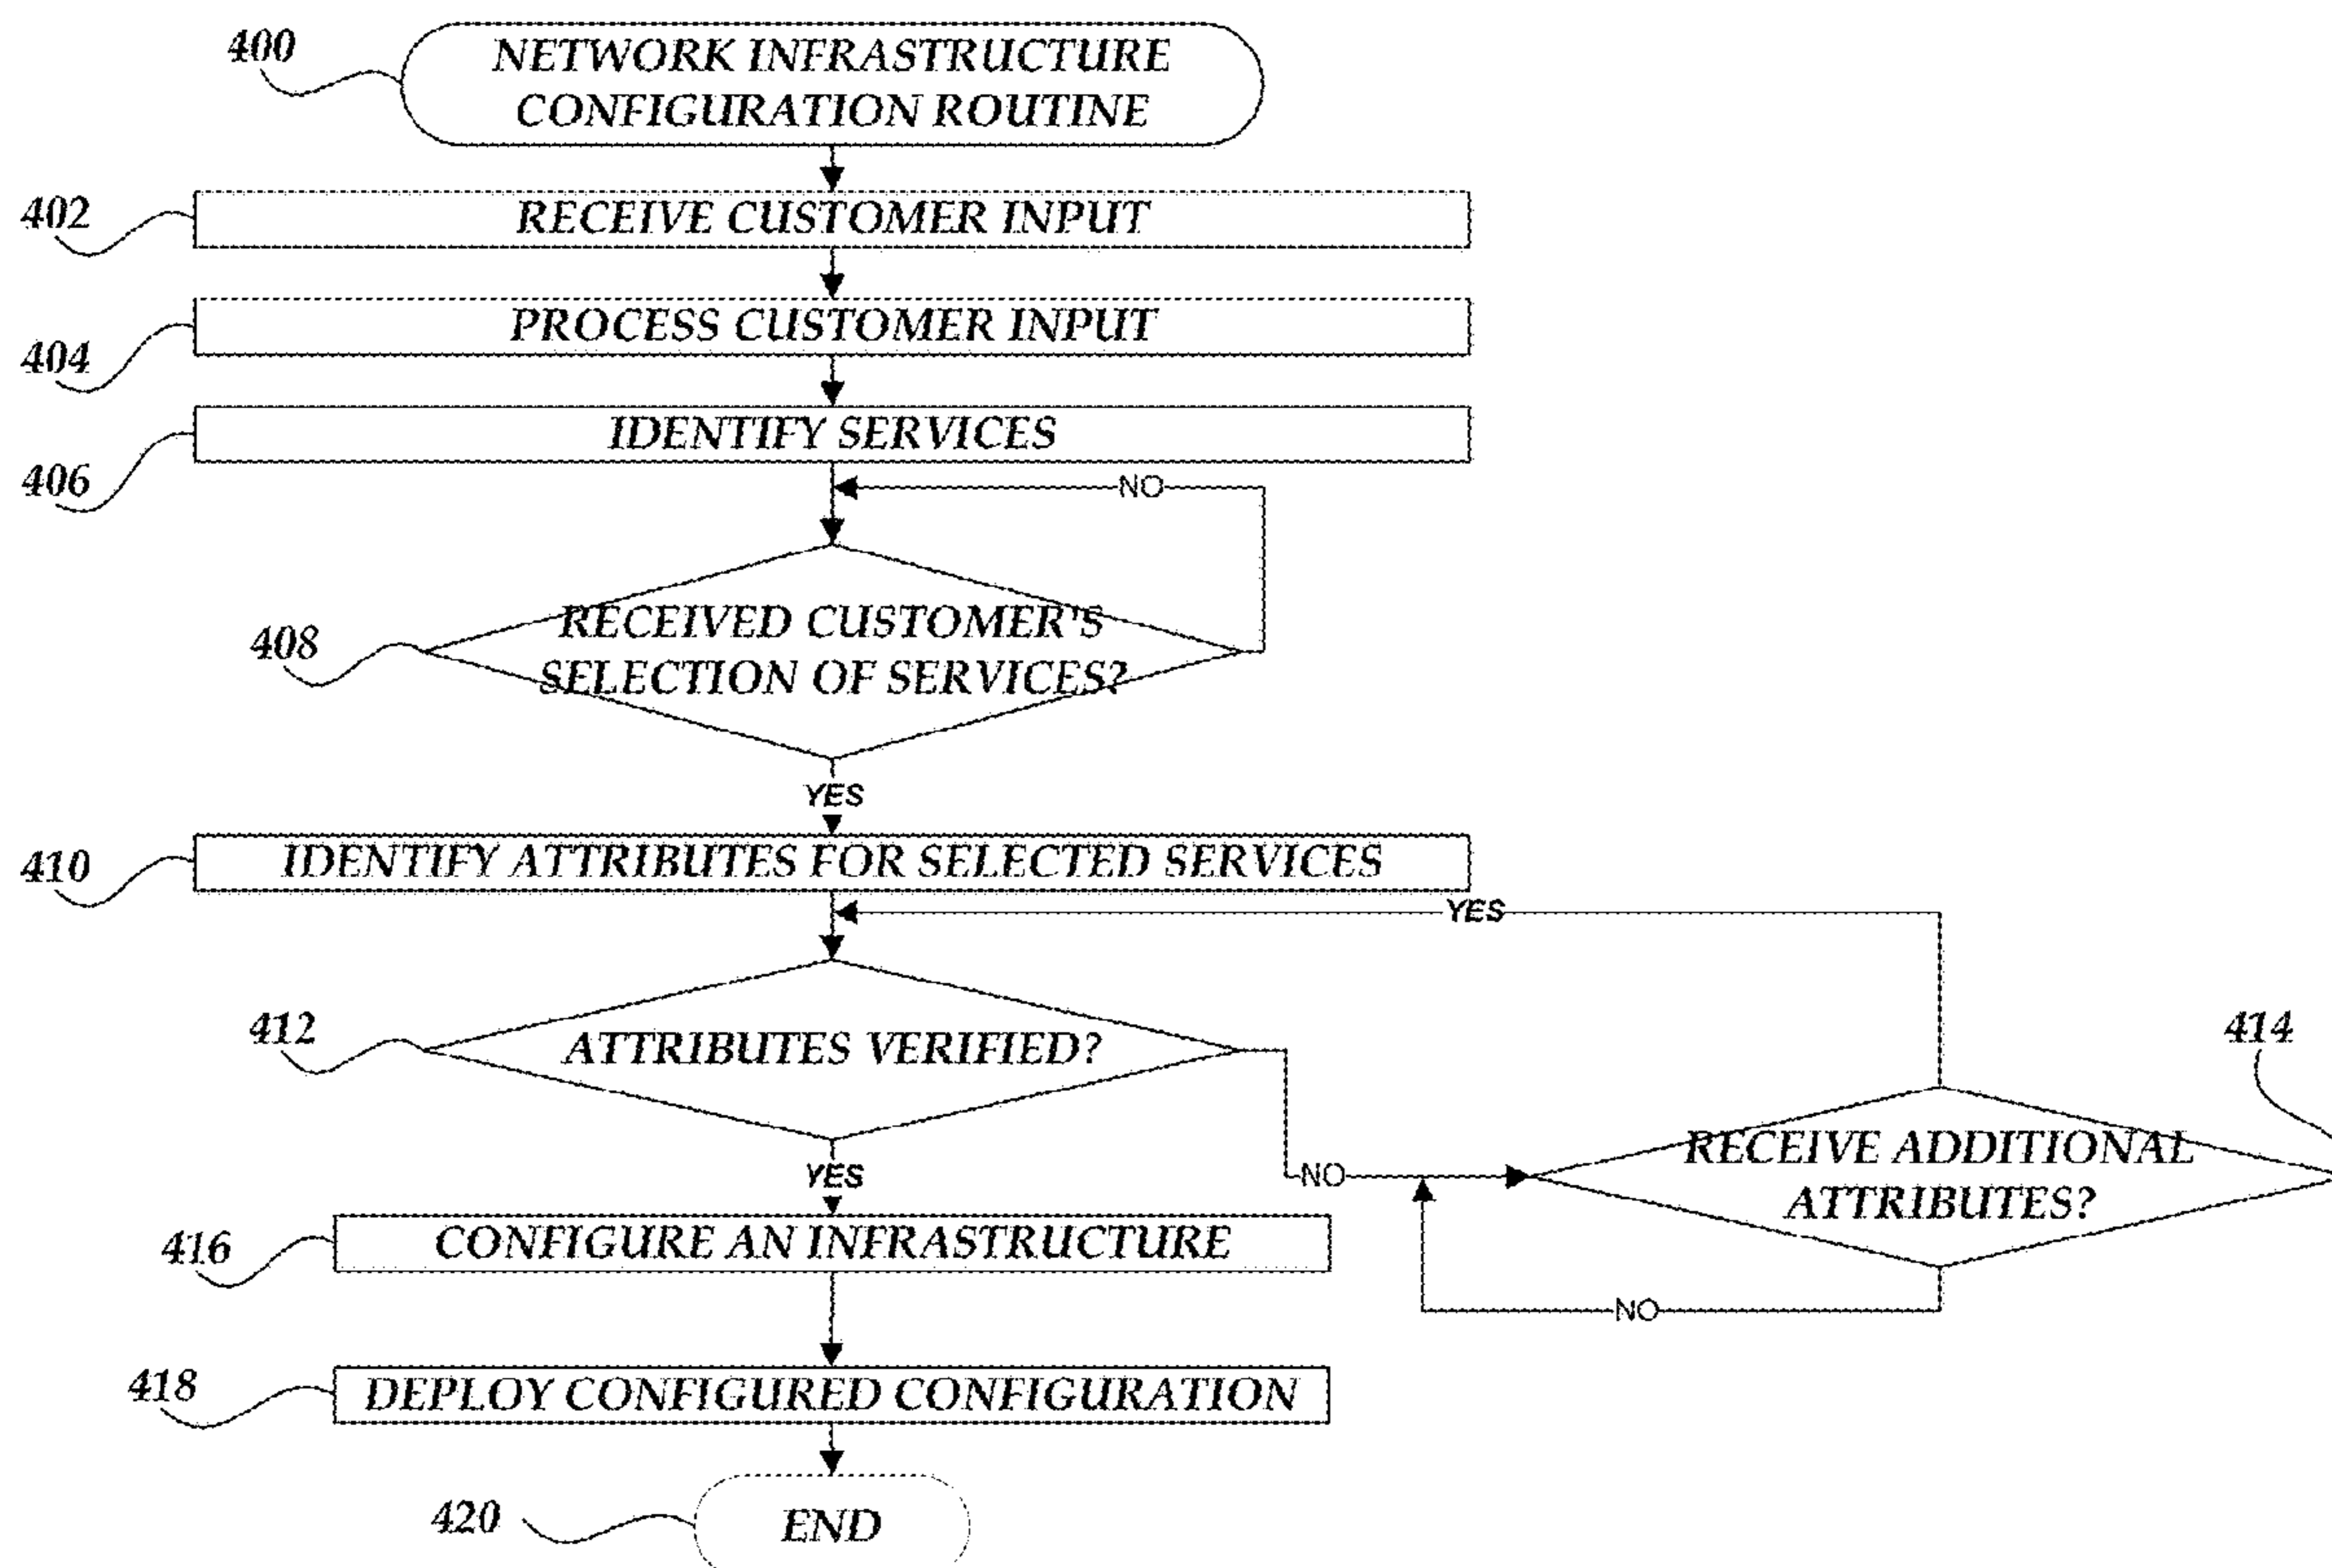 400
NETWORK INFRASTRUCTURE
CONFIGURATION ROUTINE
402
RECEIVE CUSTOMER INPUT
404
PROCESS CUSTOMER INPUT
406
IDENTIFY SERVICES
NO
408
RECEIVED CUSTOMER'S
SELECTION OF SERVICES?
YES
410
IDENTIFY ATTRIBUTES FOR SELECTED SERVICES
YES
412
ATTRIBUTES VERIFIED?
414
RECEIVE ADDITIONAL
ATTRIBUTES?
YES
NO
416
CONFIGURE AN INFRASTRUCTURE
NO
418
DEPLOY CONFIGURED CONFIGURATION
420
END